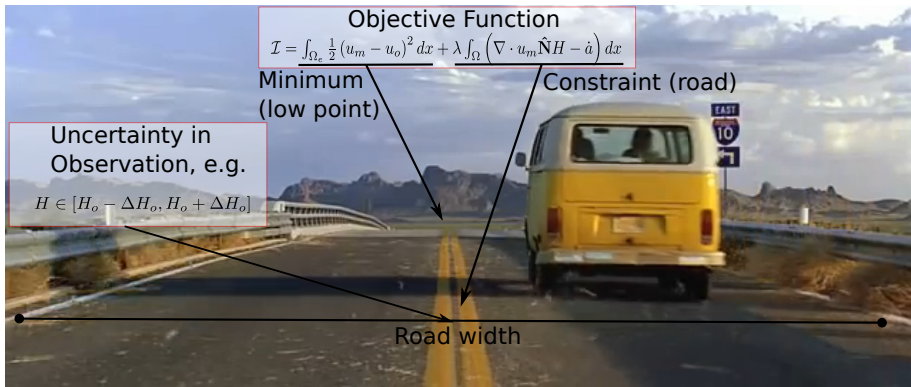 Objective Function
$\mathcal{I} = \int_{\Omega_e} \frac{1}{2} (u_m - u_o)^2 \, dx + \lambda \int_{\Omega} \left( \nabla \cdot u_m \hat{\mathbf{N}} H - \dot{a} \right) dx$
Minimum
(low point)
Constraint (road)
Uncertainty in
Observation, e.g.
$H \in [H_o - \Delta H_o, H_o + \Delta H_o]$
EAST
10
Road width